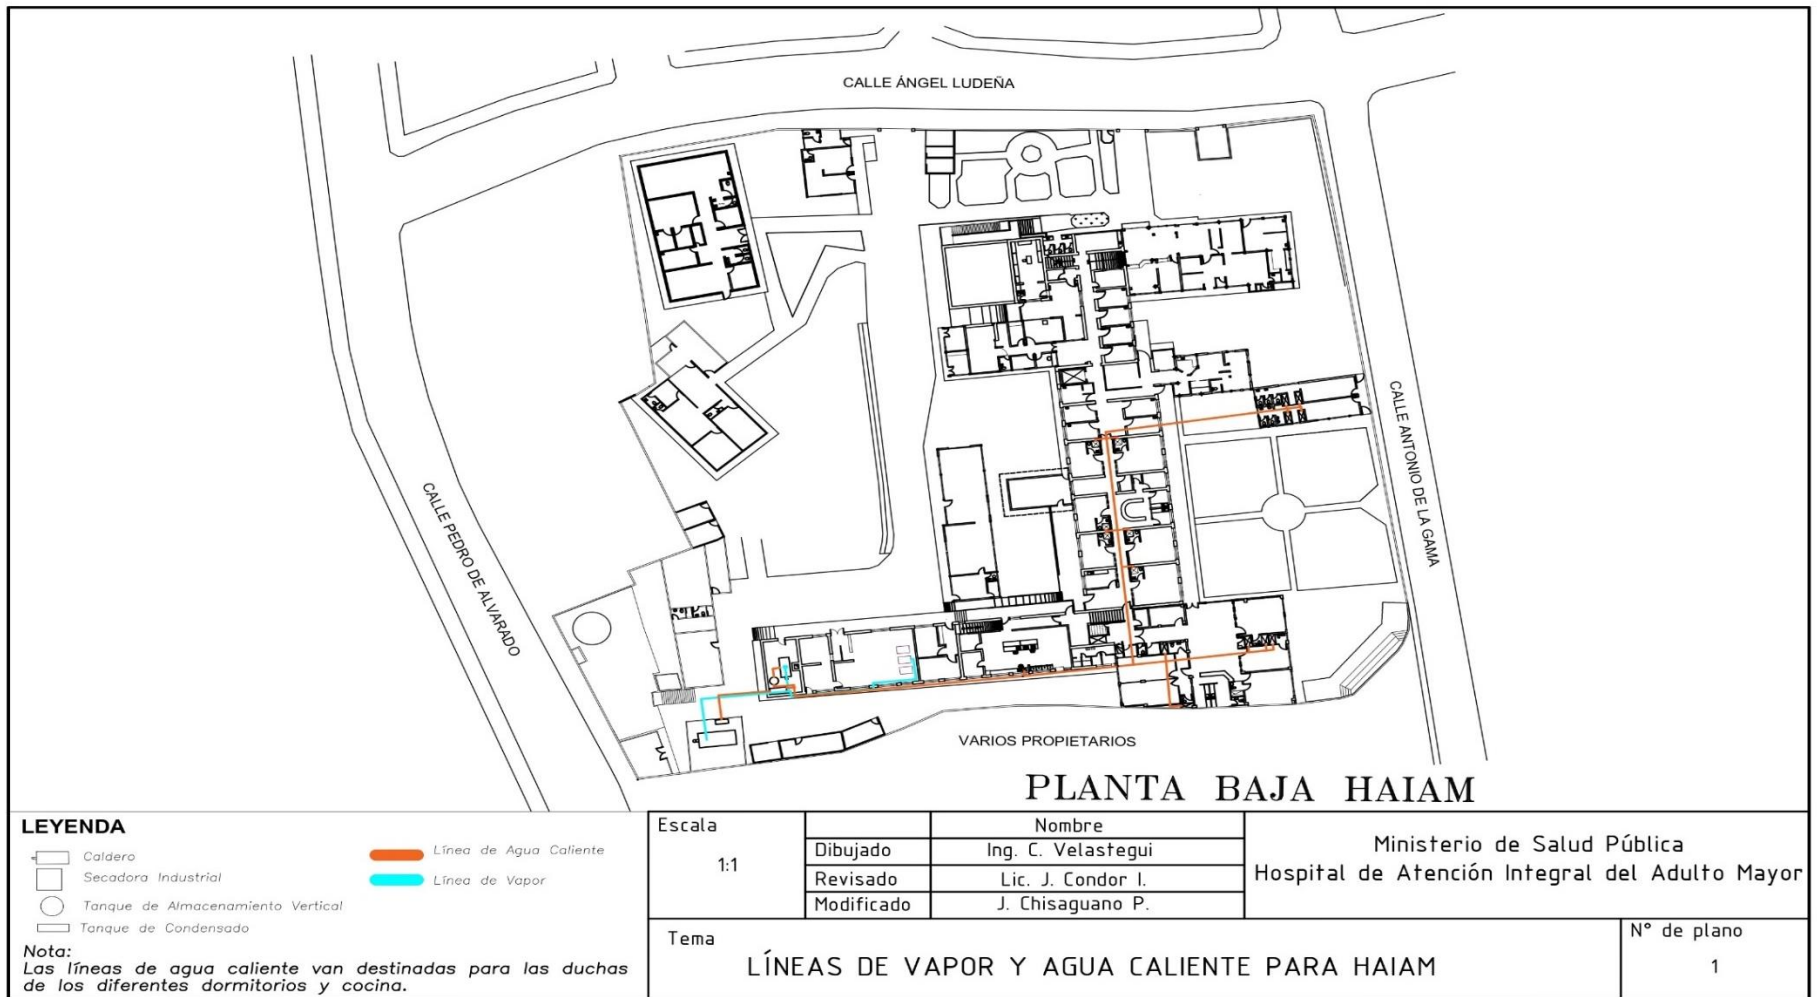 CALLE ÁNGEL LUDEÑA
CALLE PEDRO DE ALVARADO
CALLE ANTONIO DE LA GAMA
VARIOS PROPIETARIOS
PLANTA BAJA HAIAM
LEYENDA
Caldero
Secadora Industrial
Tanque de Almacenamiento Vertical
Tanque de Condensado
Línea de Agua Caliente
Línea de Vapor
Nota:
Las líneas de agua caliente van destinadas para las duchas
de los diferentes dormitorios y cocina.
Escala
1:1
Nombre
Dibujado Ing. C. Velastegui
Revisado Lic. J. Condor I.
Modificado J. Chisaguano P.
Ministerio de Salud Pública
Hospital de Atención Integral del Adulto Mayor
Tema
LÍNEAS DE VAPOR Y AGUA CALIENTE PARA HAIAM
N° de plano
1